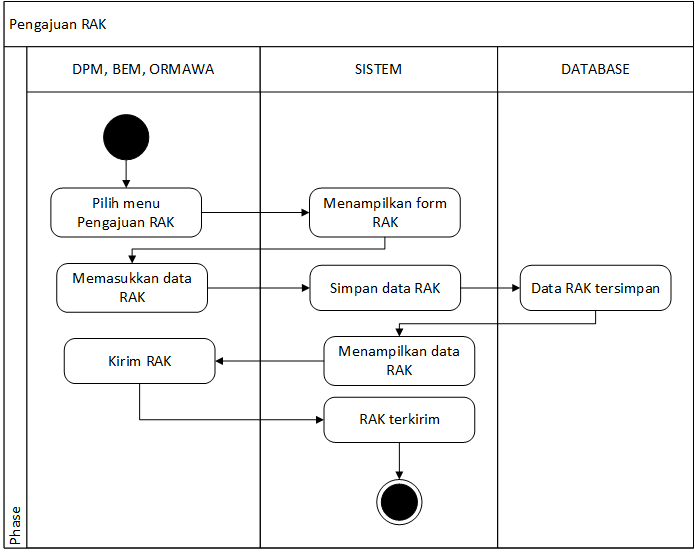 Pengajuan RAK
DPM, BEM, ORMAWA
SISTEM
DATABASE
Pilih menu
Pengajuan RAK
Menampilkan form
RAK
Memasukkan data
RAK
Simpan data RAK
Data RAK tersimpan
Menampilkan data
RAK
Kirim RAK
RAK terkirim
Phase